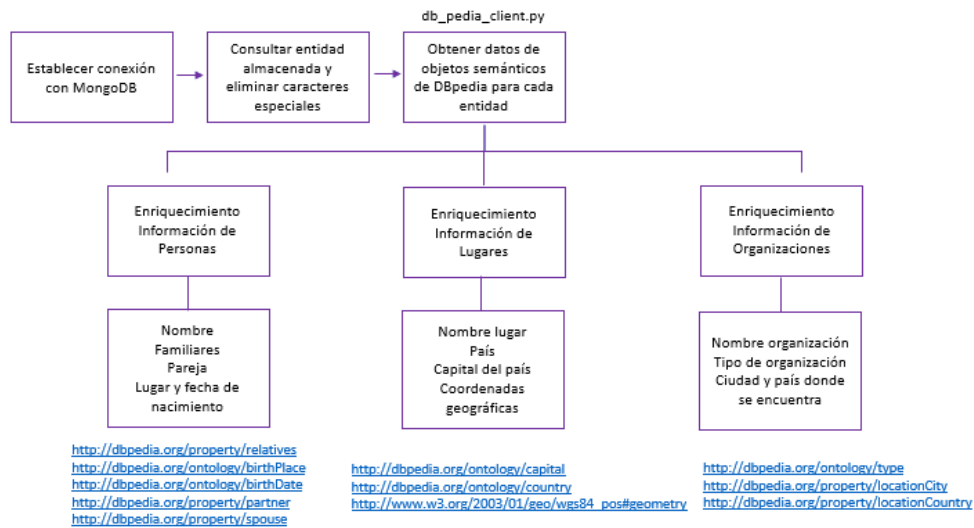 db_pedia_client.py
Establecer conexión
con MongoDB
Consultar entidad
almacenada y
eliminar caracteres
especiales
Obtener datos de
objetos semánticos
de DBpedia para cada
entidad
Enriquecimiento
Información de
Personas
Enriquecimiento
Información de
Lugares
Enriquecimiento
Información de
Organizaciones
Nombre
Familiares
Pareja
Lugar y fecha de
nacimiento
Nombre lugar
País
Capital del país
Coordenadas
geográficas
Nombre organización
Tipo de organización
Ciudad y país donde
se encuentra
http://dbpedia.org/property/relatives
http://dbpedia.org/ontology/birthPlace
http://dbpedia.org/ontology/birthDate
http://dbpedia.org/property/partner
http://dbpedia.org/property/spouse
http://dbpedia.org/ontology/capital
http://dbpedia.org/ontology/country
http://www.w3.org/2003/01/geo/wgs84_pos#geometry
http://dbpedia.org/ontology/type
http://dbpedia.org/property/locationCity
http://dbpedia.org/property/locationCountry